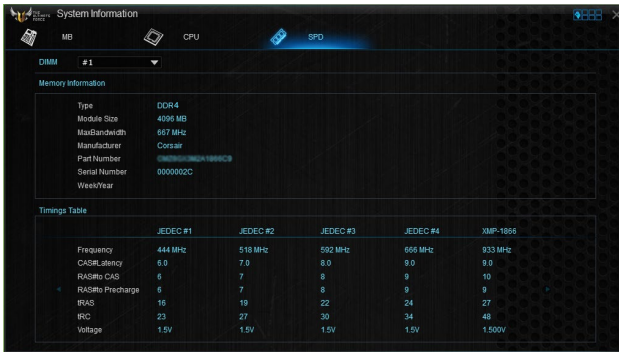 THE ULTIMATE FORCE
System Information
MB CPU SPD
DIMM #1
Memory Information
Type DDR4
Module Size 4096 MB
MaxBandwidth 667 MHz
Manufacturer Corsair
Part Number
Serial Number 0000002C
Week/Year
Timings Table
JEDEC #1 JEDEC #2 JEDEC #3 JEDEC #4 XMP-1866
Frequency 444 MHz 518 MHz 592 MHz 666 MHz 933 MHz
CAS#Latency 6.0 7.0 8.0 9.0 9.0
RAS#to CAS 6 7 8 9 10
RAS#to Precharge 6 7 8 9 9
tRAS 16 19 22 24 27
tRC 23 27 30 34 48
Voltage 1.5V 1.5V 1.5V 1.5V 1.500V